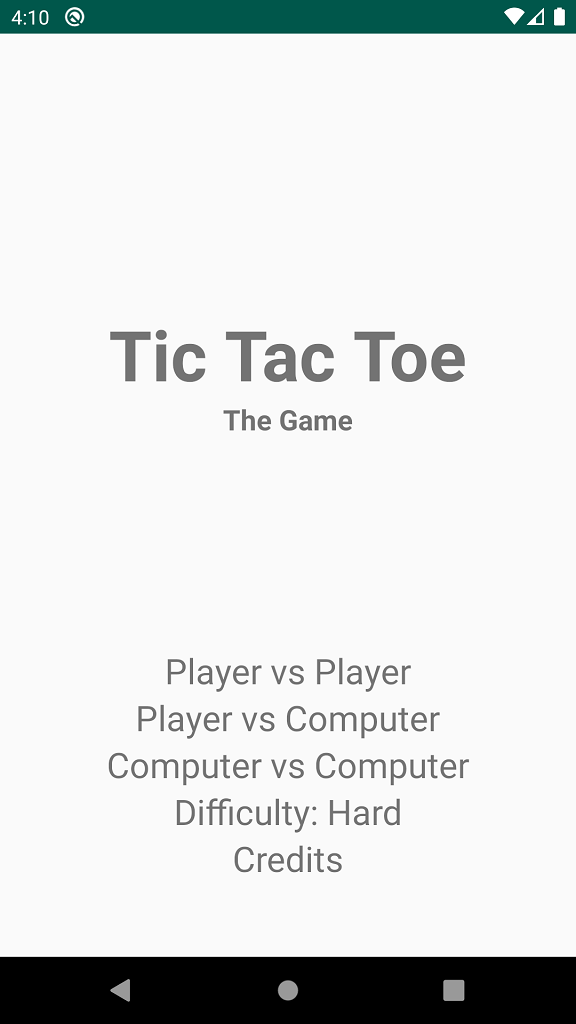 4:10
Tic Tac Toe
The Game
Player vs Player
Player vs Computer
Computer vs Computer
Difficulty: Hard
Credits